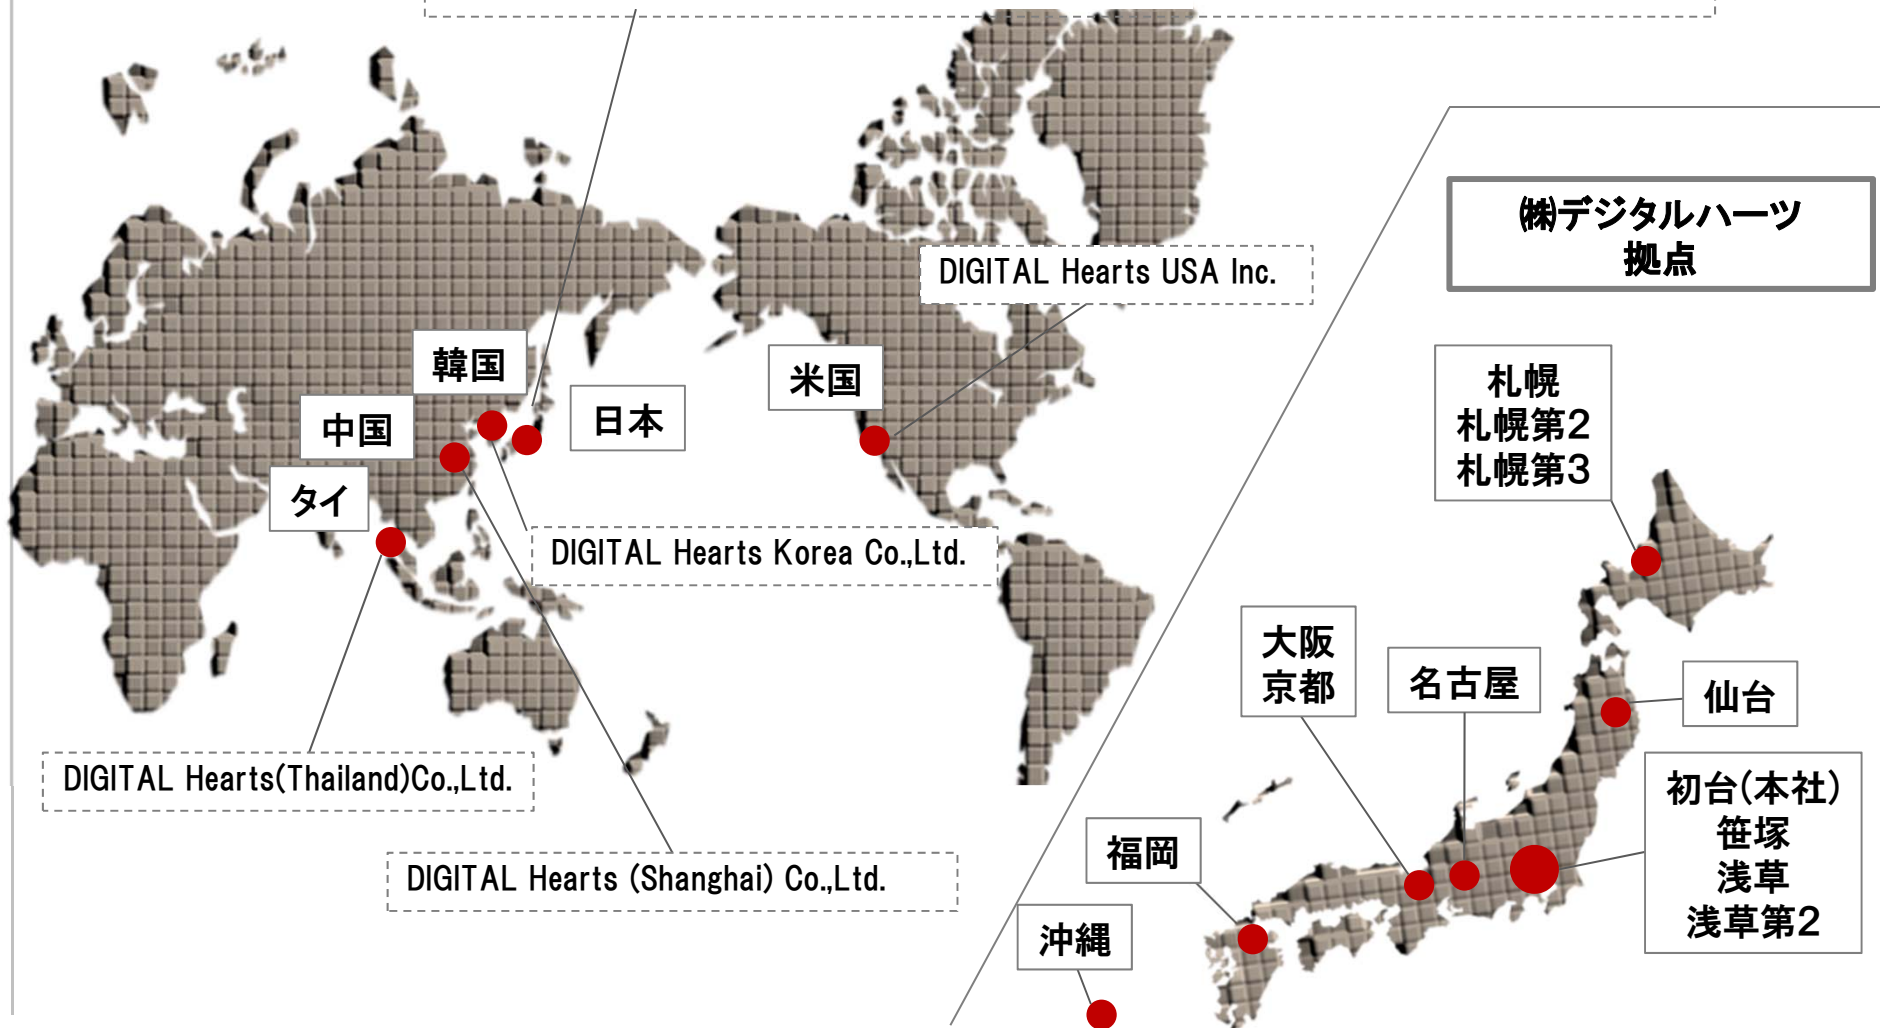 ㈱デジタルハーツ
拠点
DIGITAL Hearts USA Inc.
韓国
米国
中国
日本
タイ
DIGITAL Hearts Korea Co.,Ltd.
DIGITAL Hearts(Thailand)Co.,Ltd.
DIGITAL Hearts (Shanghai) Co.,Ltd.
札幌
札幌第2
札幌第3
大阪
京都
名古屋
仙台
初台(本社)
笹塚
浅草
浅草第2
福岡
沖縄